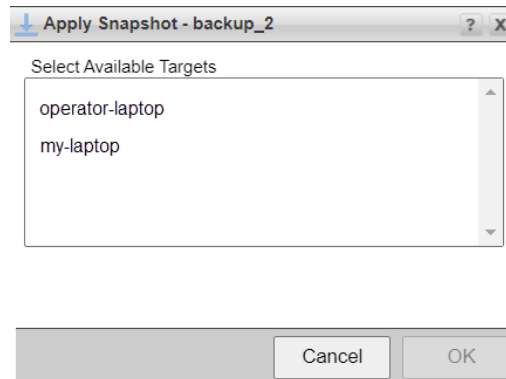 Apply Snapshot - backup_2 ? X
Select Available Targets
operator-laptop
my-laptop
Cancel OK